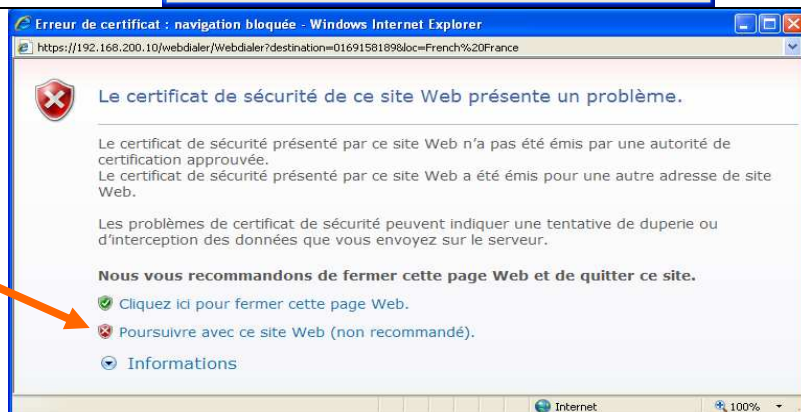 Erreur de certificat : navigation bloquée - Windows Internet Explorer
https://192.168.200.10/webdialer/Webdialer?destination=0169158189&loc=French%20France
Le certificat de sécurité de ce site Web présente un problème.
Le certificat de sécurité présenté par ce site Web n'a pas été émis par une autorité de
certification approuvée.
Le certificat de sécurité présenté par ce site Web a été émis pour une autre adresse de site
Web.
Les problèmes de certificat de sécurité peuvent indiquer une tentative de duperie ou
d'interception des données que vous envoyez sur le serveur.
Nous vous recommandons de fermer cette page Web et de quitter ce site.
Cliquez ici pour fermer cette page Web.
Poursuivre avec ce site Web (non recommandé).
Informations
Internet 100%